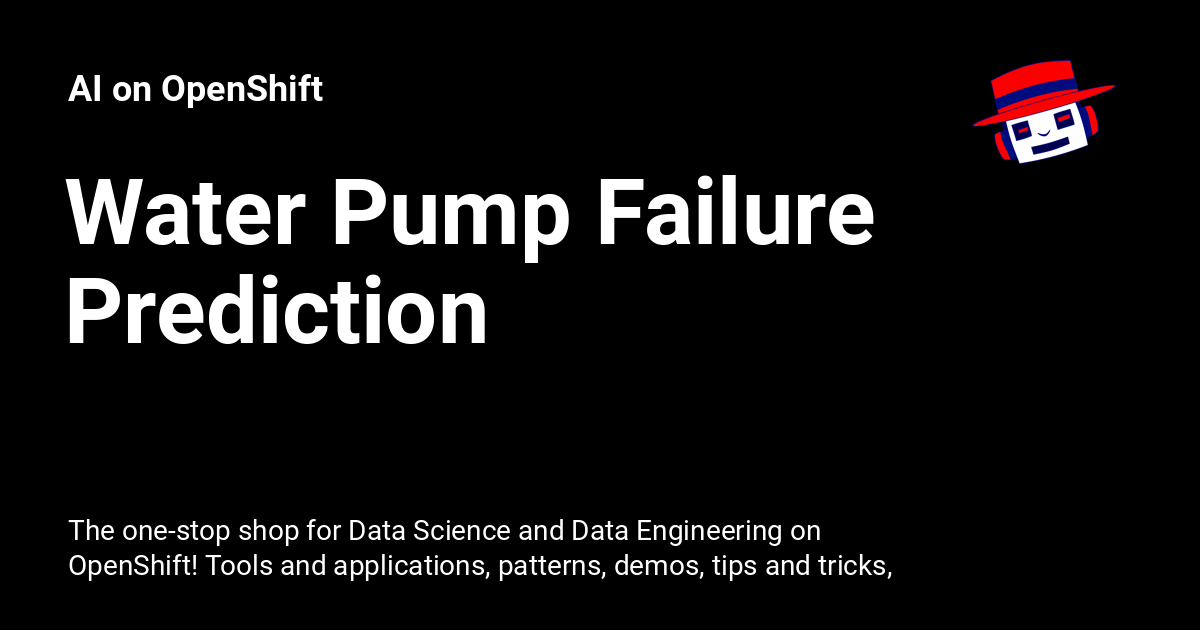 AI on OpenShift
Water Pump Failure
Prediction
The one-stop shop for Data Science and Data Engineering on
OpenShift! Tools and applications, patterns, demos, tips and tricks,